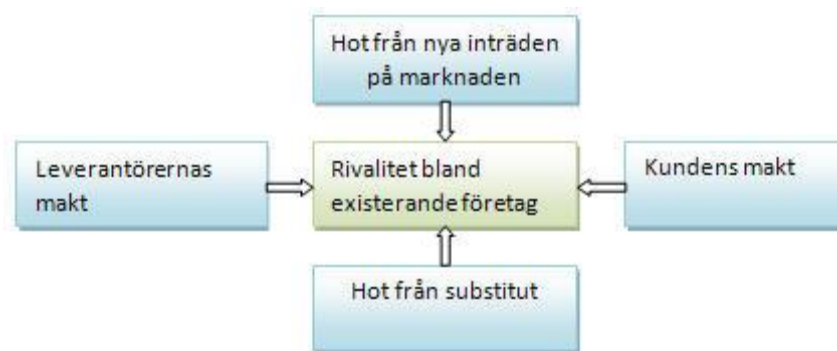 Hot från nya inträden
på marknaden
Leverantörernas
makt
Rivalitet bland
existerande företag
Kundens makt
Hot från substitut